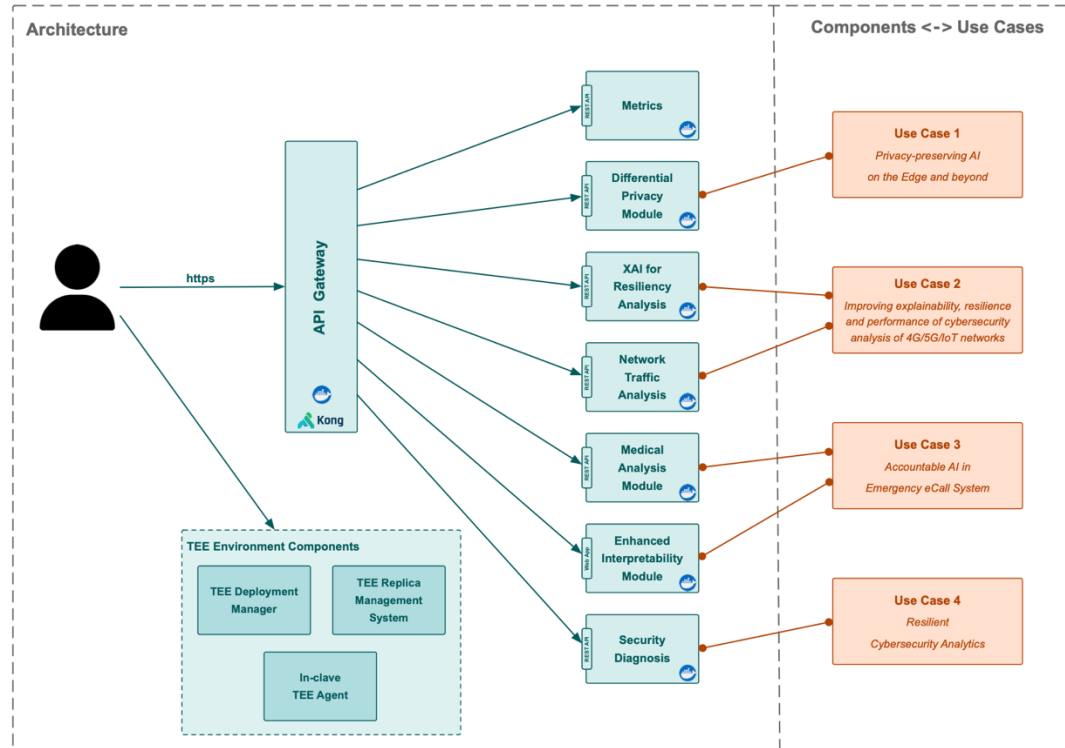 Architecture
Components <-> Use Cases
https
API Gateway
Kong
REST API
Metrics
REST API
Differential
Privacy
Module
REST API
XAI for
Resiliency
Analysis
REST API
Network
Traffic
Analysis
REST API
Medical
Analysis
Module
Web App
Enhanced
Interpretability
Module
REST API
Security
Diagnosis
TEE Environment Components
TEE Deployment
Manager
TEE Replica
Management
System
In-clave
TEE Agent
Use Case 1
Privacy-preserving AI
on the Edge and beyond
Use Case 2
Improving explainability, resilience
and performance of cybersecurity
analysis of 4G/5G/IoT networks
Use Case 3
Accountable AI in
Emergency eCall System
Use Case 4
Resilient
Cybersecurity Analytics